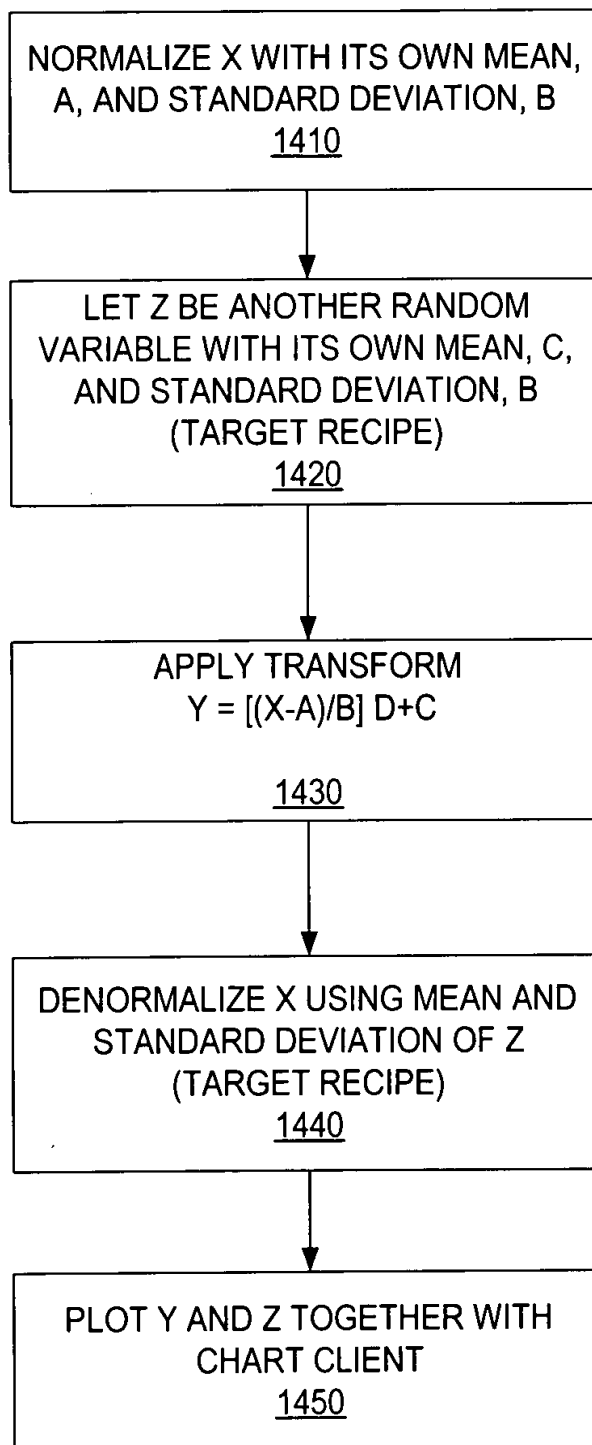 NORMALIZE X WITH ITS OWN MEAN,
A, AND STANDARD DEVIATION, B
1410
LET Z BE ANOTHER RANDOM
VARIABLE WITH ITS OWN MEAN, C,
AND STANDARD DEVIATION, B
(TARGET RECIPE)
1420
APPLY TRANSFORM
Y = [(X-A)/B] D+C
1430
DENORMALIZE X USING MEAN AND
STANDARD DEVIATION OF Z
(TARGET RECIPE)
1440
PLOT Y AND Z TOGETHER WITH
CHART CLIENT
1450